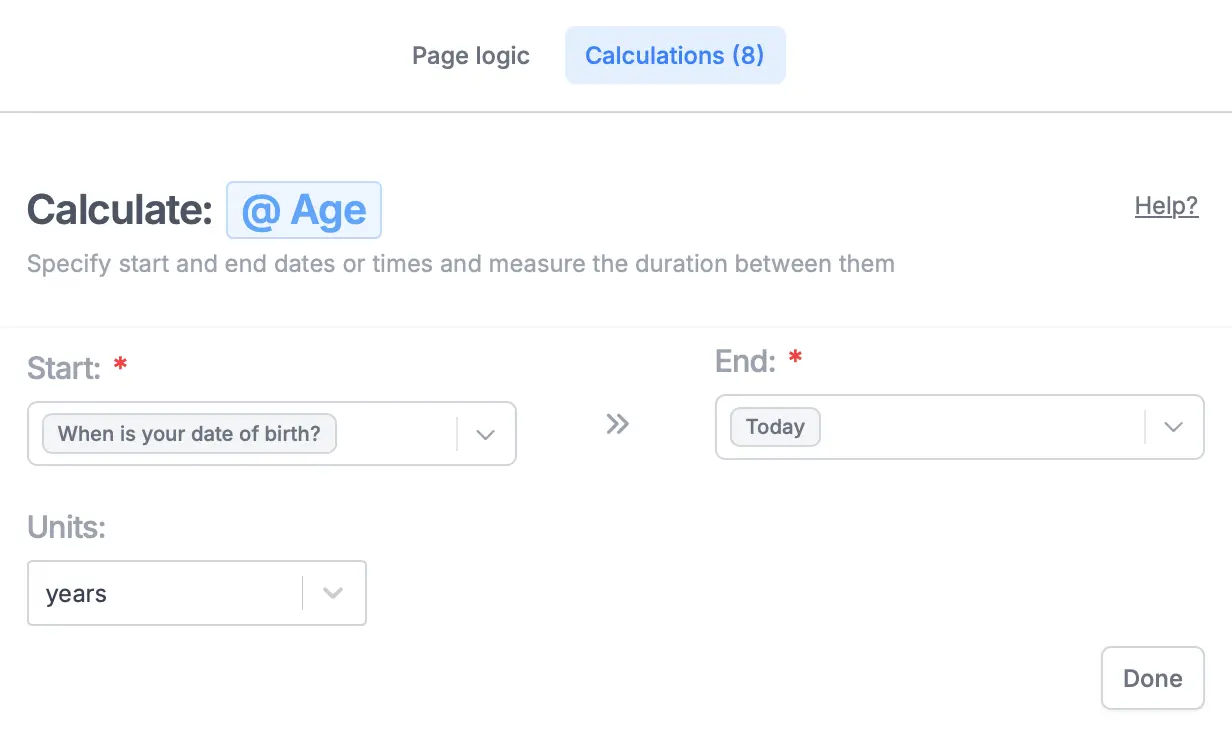 Page logic
Calculations (8)
Calculate: @ Age
Help?
Specify start and end dates or times and measure the duration between them
Start: *
End: *
When is your date of birth?
Today
Units:
years
Done